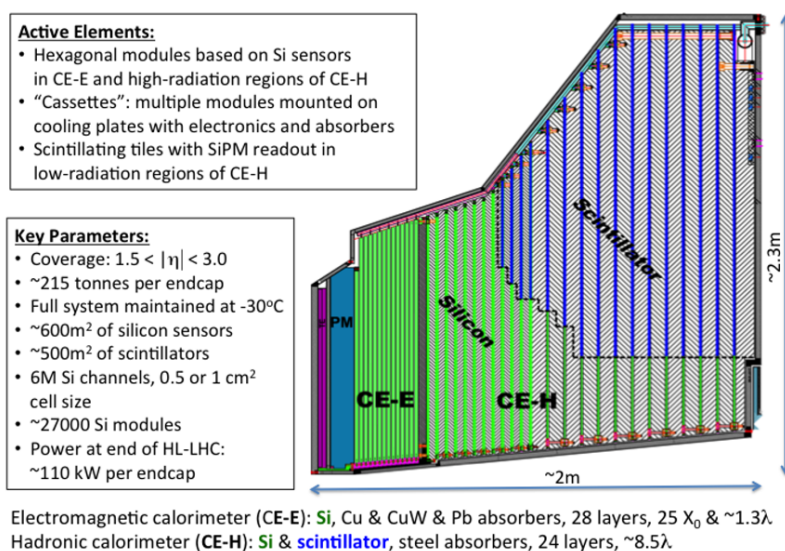 Active Elements:
• Hexagonal modules based on Si sensors
in CE-E and high-radiation regions of CE-H
• “Cassettes”: multiple modules mounted on
cooling plates with electronics and absorbers
• Scintillating tiles with SiPM readout in
low-radiation regions of CE-H
Key Parameters:
• Coverage: 1.5 < |η| < 3.0
• ~215 tonnes per endcap
• Full system maintained at -30°C
• ~600m² of silicon sensors
• ~500m² of scintillators
• 6M Si channels, 0.5 or 1 cm²
cell size
• ~27000 Si modules
• Power at end of HL-LHC:
~110 kW per endcap
Scintillator
~2.3m
PM
Silicon
CE-E
CE-H
~2m
Electromagnetic calorimeter (CE-E): Si, Cu & CuW & Pb absorbers, 28 layers, 25 X₀ & ~1.3λ
Hadronic calorimeter (CE-H): Si & scintillator, steel absorbers, 24 layers, ~8.5λ